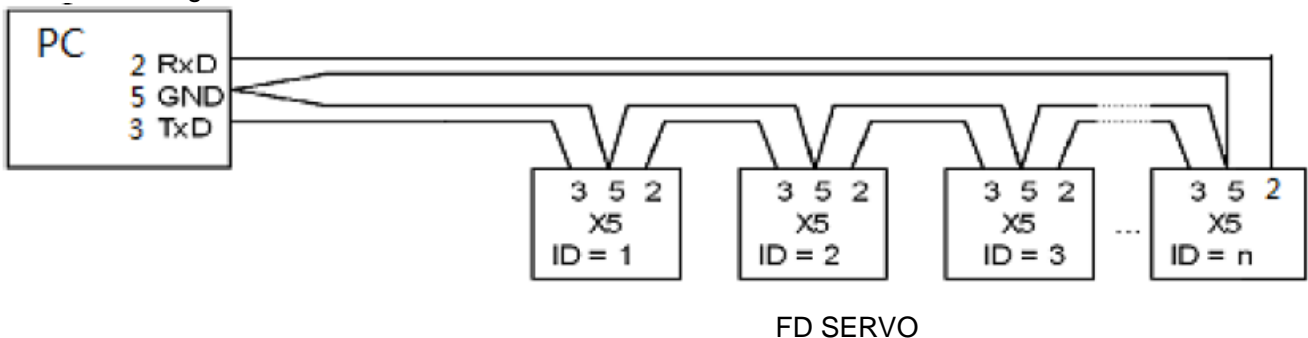 PC
2 RxD
5 GND
3 TxD
3 5 2
X5
ID = 1
3 5 2
X5
ID = 2
3 5 2
X5
ID = 3
...
3 5 2
X5
ID = n
FD SERVO